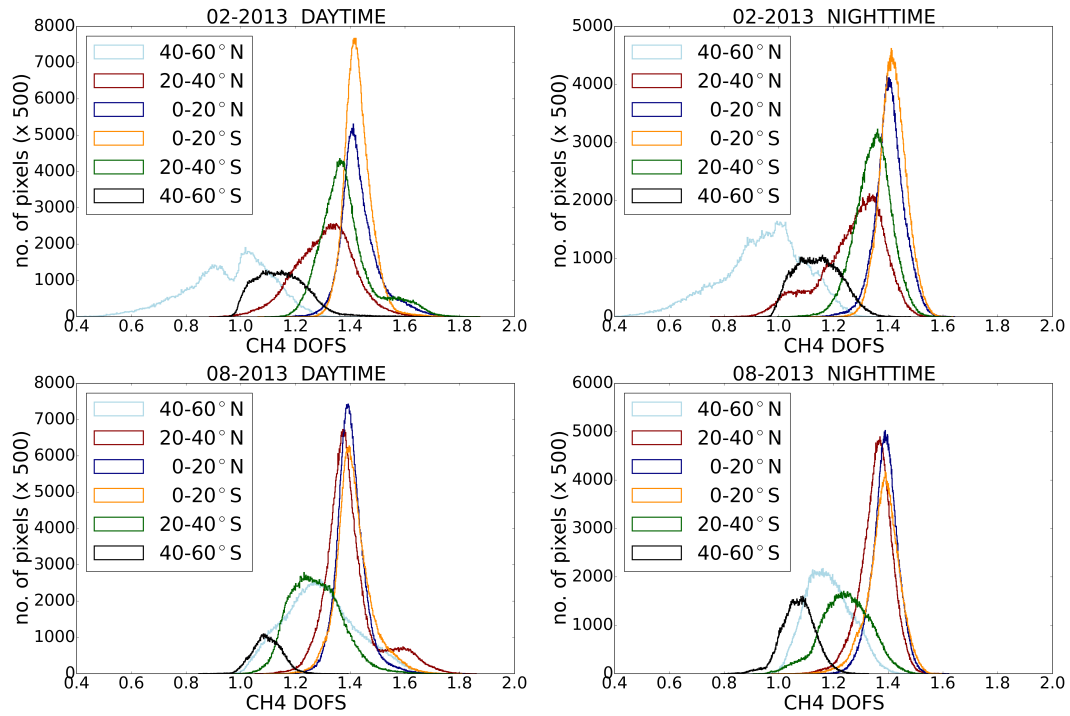 02-2013 DAYTIME
no. of pixels (x 500)
8000
7000
6000
5000
4000
3000
2000
1000
0
40-60°N
20-40°N
0-20°N
0-20°S
20-40°S
40-60°S
0.4 0.6 0.8 1.0 1.2 1.4 1.6 1.8 2.0
CH4 DOFS
02-2013 NIGHTTIME
no. of pixels (x 500)
5000
4000
3000
2000
1000
0
40-60°N
20-40°N
0-20°N
0-20°S
20-40°S
40-60°S
0.4 0.6 0.8 1.0 1.2 1.4 1.6 1.8 2.0
CH4 DOFS
08-2013 DAYTIME
no. of pixels (x 500)
8000
7000
6000
5000
4000
3000
2000
1000
0
40-60°N
20-40°N
0-20°N
0-20°S
20-40°S
40-60°S
0.4 0.6 0.8 1.0 1.2 1.4 1.6 1.8 2.0
CH4 DOFS
08-2013 NIGHTTIME
no. of pixels (x 500)
6000
5000
4000
3000
2000
1000
0
40-60°N
20-40°N
0-20°N
0-20°S
20-40°S
40-60°S
0.4 0.6 0.8 1.0 1.2 1.4 1.6 1.8 2.0
CH4 DOFS